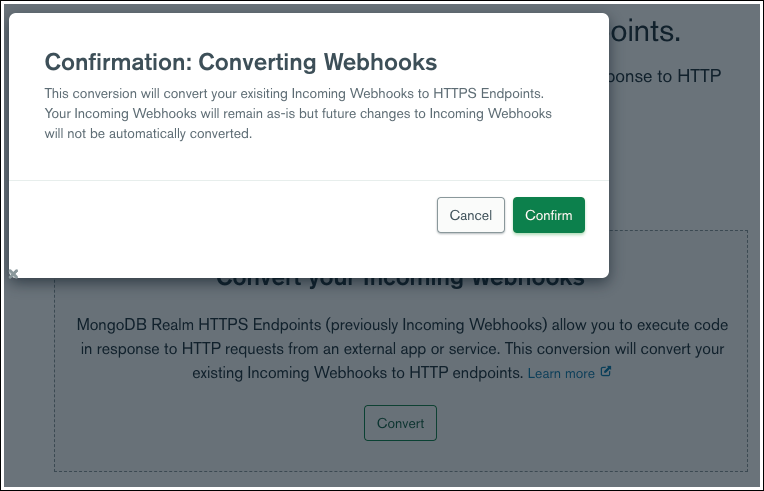 oints.
ponse to HTTP
Confirmation: Converting Webhooks
This conversion will convert your exisiting Incoming Webhooks to HTTPS Endpoints.
Your Incoming Webhooks will remain as-is but future changes to Incoming Webhooks
will not be automatically converted.
Cancel
Confirm
Convert your Incoming Webhooks
MongoDB Realm HTTPS Endpoints (previously Incoming Webhooks) allow you to execute code
in response to HTTP requests from an external app or service. This conversion will convert your
existing Incoming Webhooks to HTTP endpoints. Learn more
Convert